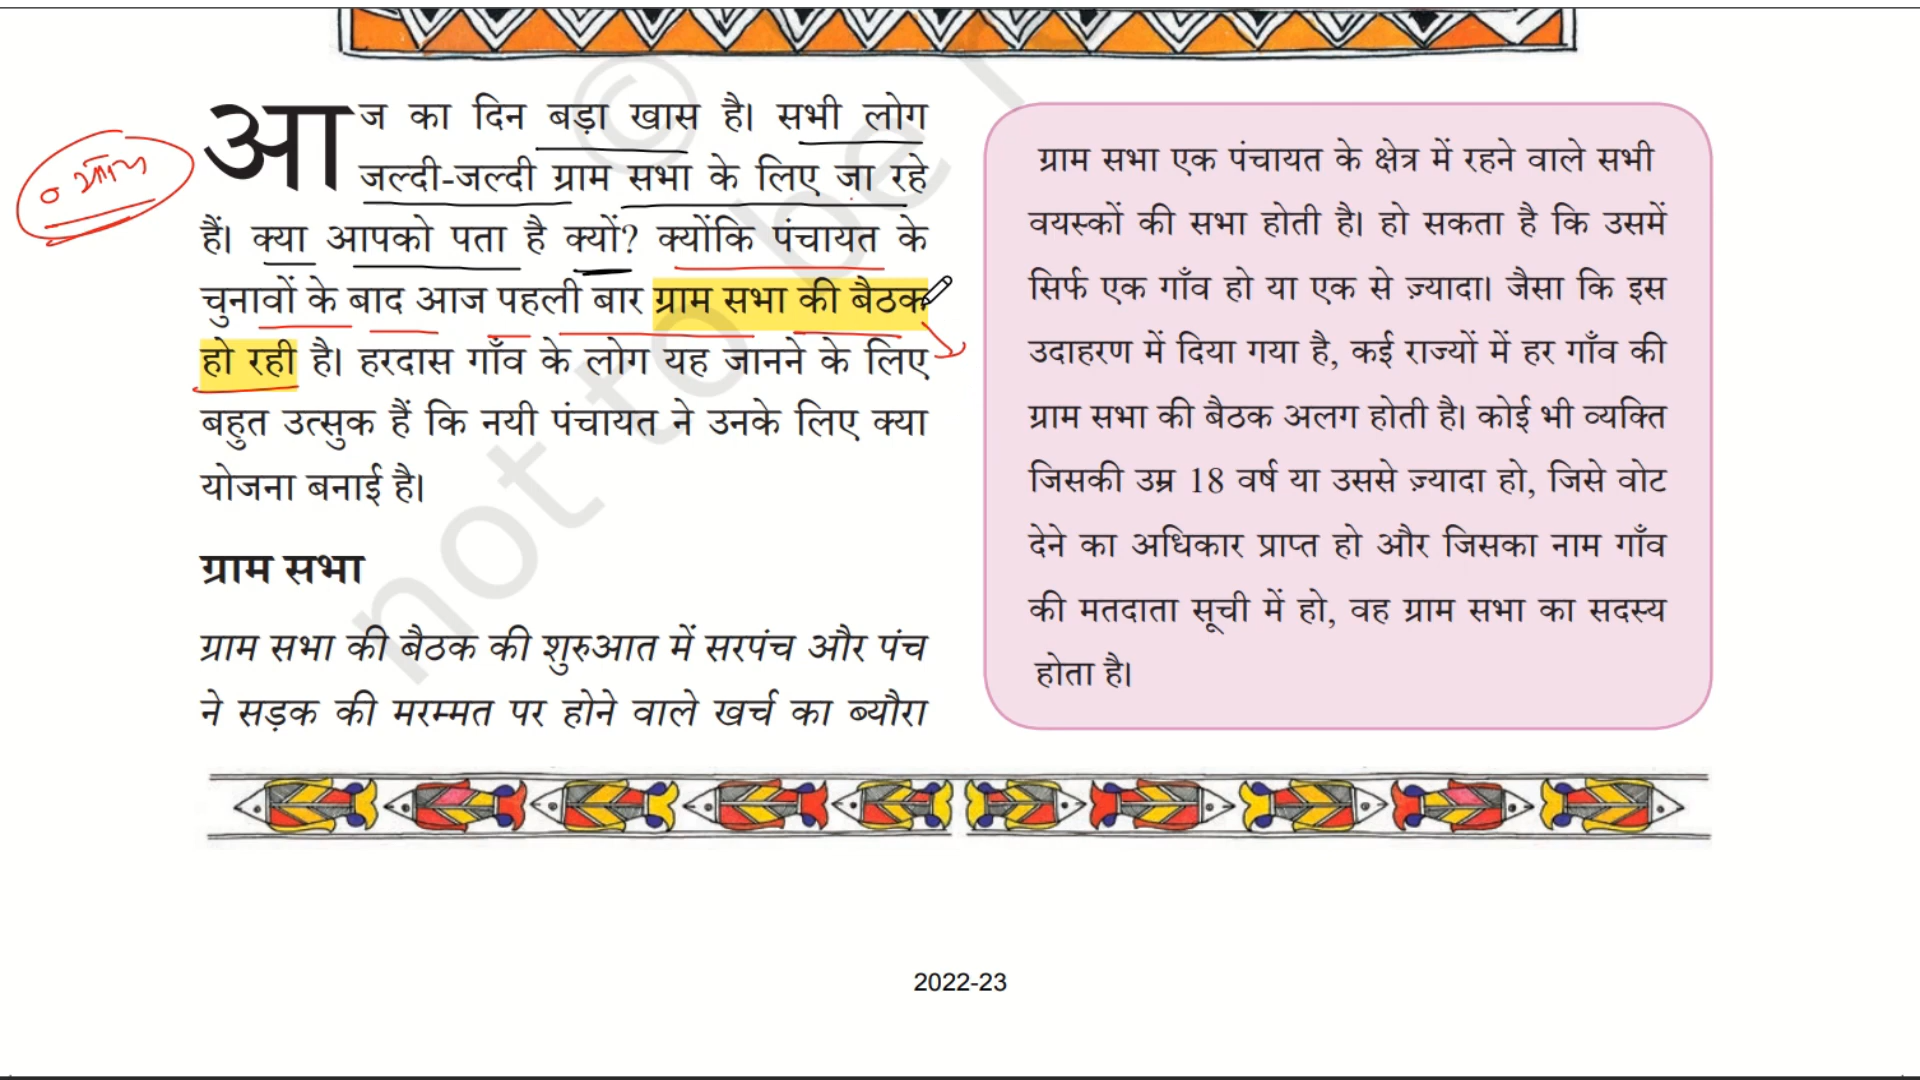 आज का दिन बड़ा खास है। सभी लोग
जल्दी-जल्दी ग्राम सभा के लिए जा रहे
हैं। क्या आपको पता है क्यों? क्योंकि पंचायत के
चुनावों के बाद आज पहली बार ग्राम सभा की बैठक
हो रही है। हरदास गाँव के लोग यह जानने के लिए
बहुत उत्सुक हैं कि नयी पंचायत ने उनके लिए क्या
योजना बनाई है।
ग्राम सभा
ग्राम सभा की बैठक की शुरुआत में सरपंच और पंच
ने सड़क की मरम्मत पर होने वाले खर्च का ब्यौरा
ग्राम सभा एक पंचायत के क्षेत्र में रहने वाले सभी
वयस्कों की सभा होती है। हो सकता है कि उसमें
सिर्फ एक गाँव हो या एक से ज़्यादा। जैसा कि इस
उदाहरण में दिया गया है, कई राज्यों में हर गाँव की
ग्राम सभा की बैठक अलग होती है। कोई भी व्यक्ति
जिसकी उम्र 18 वर्ष या उससे ज़्यादा हो, जिसे वोट
देने का अधिकार प्राप्त हो और जिसका नाम गाँव
की मतदाता सूची में हो, वह ग्राम सभा का सदस्य
होता है।
© not to be r
2022-23